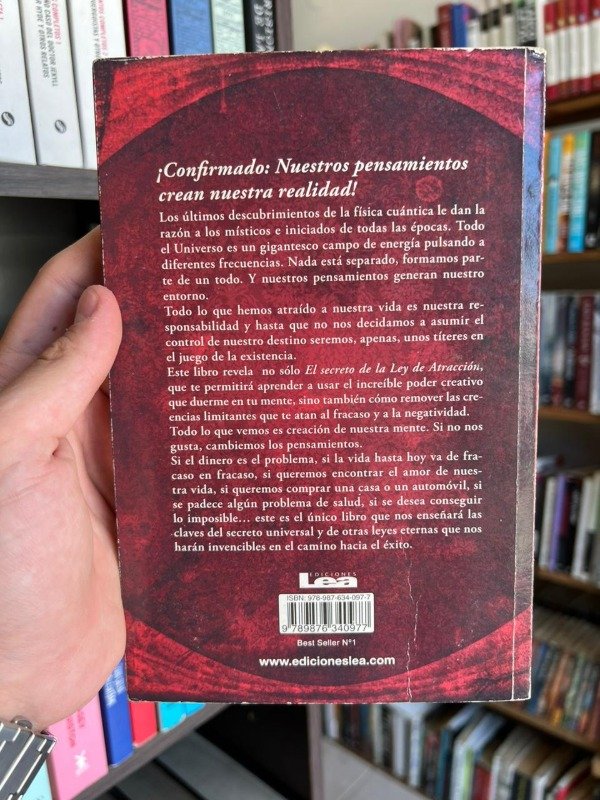 COMPLETOS 1
¡Confirmado: Nuestros pensamientos
crean nuestra realidad!
Los últimos descubrimientos de la física cuántica le dan la
razón a los místicos e iniciados de todas las épocas. Todo
el Universo es un gigantesco campo de energía pulsando a
diferentes frecuencias. Nada está separado, formamos par-
te de un todo. Y nuestros pensamientos generan nuestro
entorno.
Todo lo que hemos atraído a nuestra vida es nuestra re-
sponsabilidad y hasta que no nos decidamos a asumir el
control de nuestro destino seremos, apenas, unos títeres en
el juego de la existencia.
Este libro revela no sólo El secreto de la Ley de Atracción,
que te permitirá aprender a usar el increíble poder creativo
que duerme en tu mente, sino también cómo remover las cre-
encias limitantes que te atan al fracaso y a la negatividad.
Todo lo que vemos es creación de nuestra mente. Si no nos
gusta, cambiemos los pensamientos.
Si el dinero es el problema, si la vida hasta hoy va de fra-
caso en fracaso, si queremos encontrar el amor de nues-
tra vida, si queremos comprar una casa o un automóvil, si
se padece algún problema de salud, si se desea conseguir
lo imposible... este es el único libro que nos enseñará las
claves del secreto universal y de otras leyes eternas que nos
harán invencibles en el camino hacia el éxito.
EDICIONES
Lea
ISBN: 978-987-634-097-7
9 789876 340977
Best Seller N°1
www.edicioneslea.com